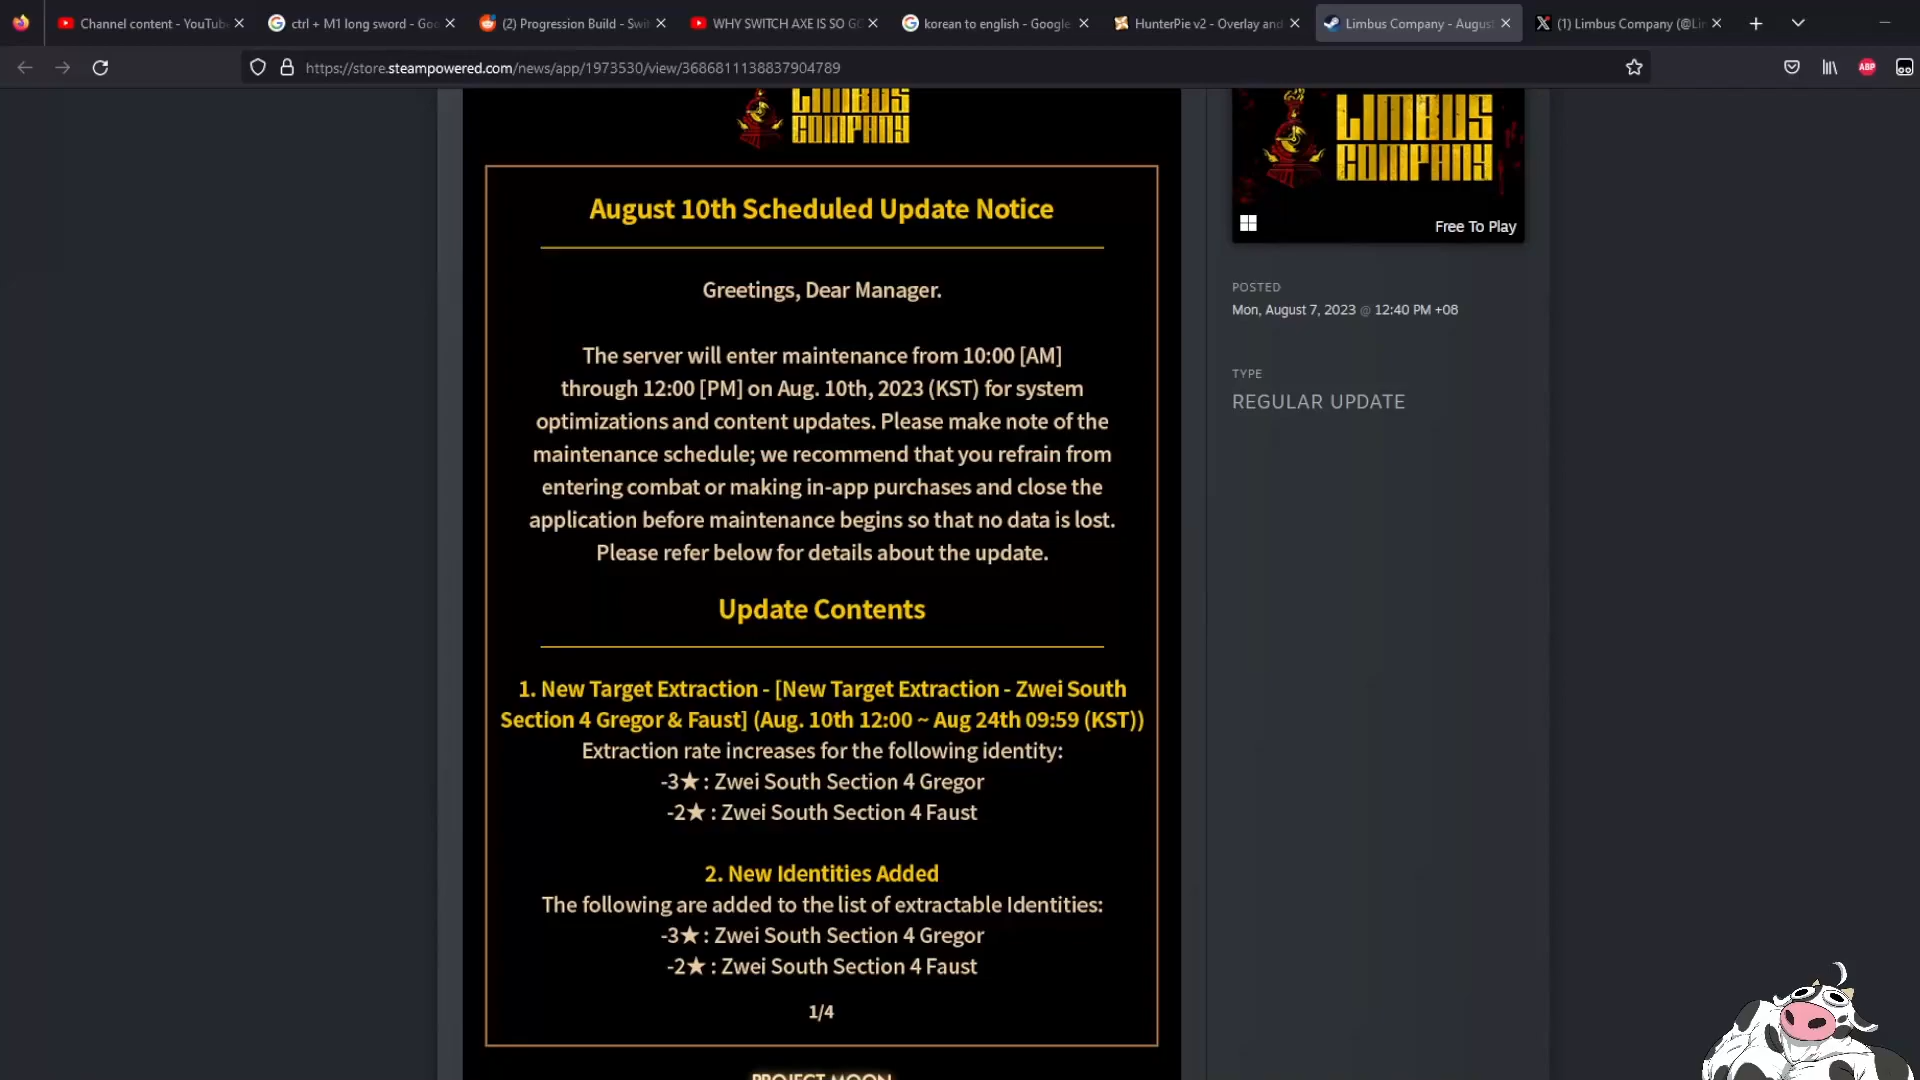 Channel content - YouTub
ctrl + M1 long sword - Goo
(2) Progression Build - Swit
WHY SWITCH AXE IS SO GO
korean to english - Google
HunterPie v2 - Overlay and
Limbus Company - August
(1) Limbus Company (@Lim
https://store.steampowered.com/news/app/1973530/view/3686811138837904789
ABP
LIMBUS
COMPANY
August 10th Scheduled Update Notice
Greetings, Dear Manager.
The server will enter maintenance from 10:00 [AM]
through 12:00 [PM] on Aug. 10th, 2023 (KST) for system
optimizations and content updates. Please make note of the
maintenance schedule; we recommend that you refrain from
entering combat or making in-app purchases and close the
application before maintenance begins so that no data is lost.
Please refer below for details about the update.
Update Contents
1. New Target Extraction - [New Target Extraction - Zwei South
Section 4 Gregor & Faust] (Aug. 10th 12:00 ~ Aug 24th 09:59 (KST))
Extraction rate increases for the following identity:
-3★ : Zwei South Section 4 Gregor
-2★ : Zwei South Section 4 Faust
2. New Identities Added
The following are added to the list of extractable Identities:
-3★ : Zwei South Section 4 Gregor
-2★ : Zwei South Section 4 Faust
1/4
PROJECT MOON
LIMBUS
COMPANY
Free To Play
POSTED
Mon, August 7, 2023 @ 12:40 PM +08
TYPE
REGULAR UPDATE